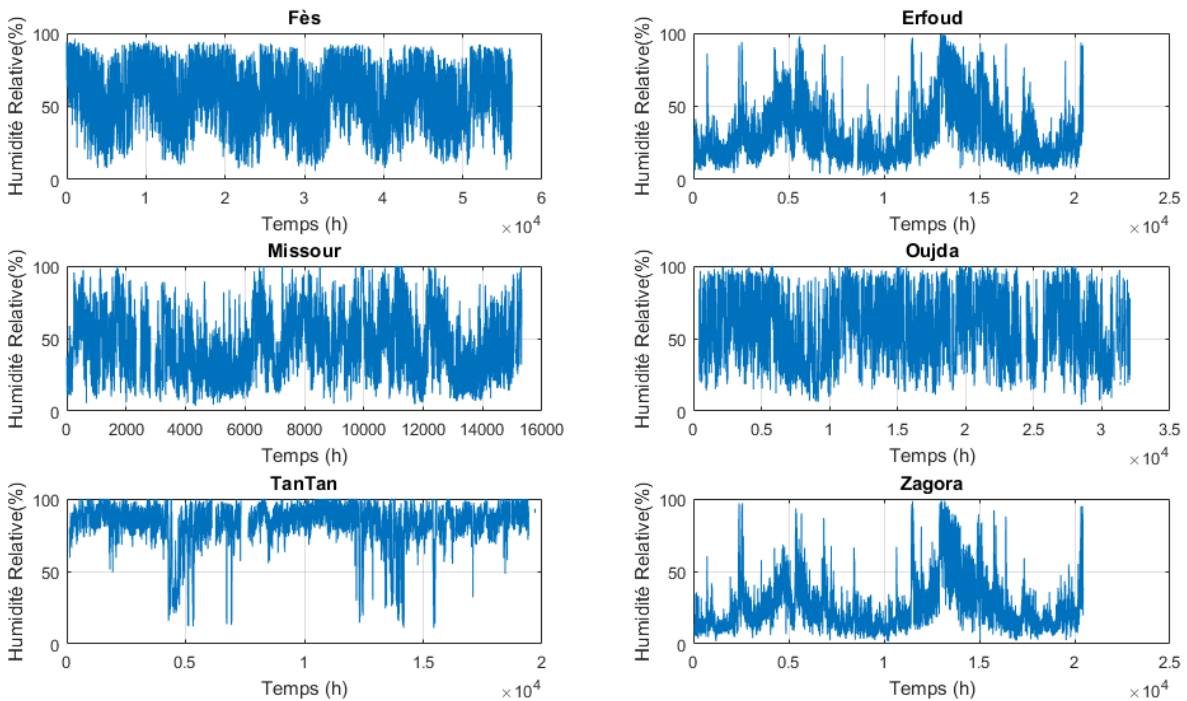 Fès
Humidité Relative(%)
100
50
0
0 1 2 3 4 5 6
Temps (h)
×10^4
Erfoud
Humidité Relative(%)
100
50
0
0 0.5 1 1.5 2 2.5
Temps (h)
×10^4
Missour
Humidité Relative(%)
100
50
0
0 2000 4000 6000 8000 10000 12000 14000 16000
Temps (h)
Oujda
Humidité Relative(%)
100
50
0
0 0.5 1 1.5 2 2.5 3 3.5
Temps (h)
×10^4
TanTan
Humidité Relative(%)
100
50
0
0 0.5 1 1.5 2
Temps (h)
×10^4
Zagora
Humidité Relative(%)
100
50
0
0 0.5 1 1.5 2 2.5
Temps (h)
×10^4